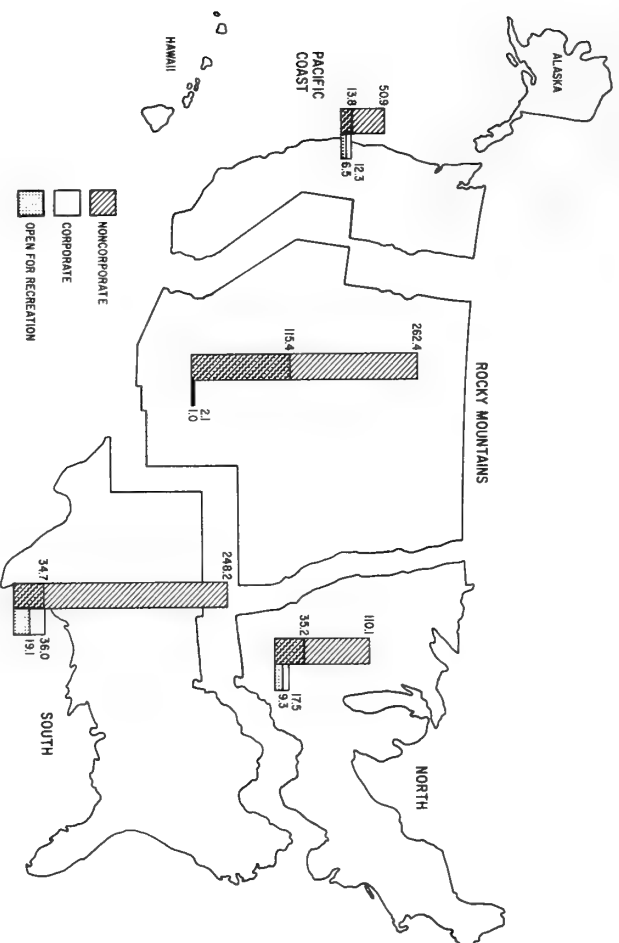 ALASKA
HAWAII
PACIFIC
COAST
50.9
13.8
12.3
6.5
ROCKY MOUNTAINS
262.4
115.4
2.1
1.0
NORTH
110.1
35.2
17.5
9.3
SOUTH
248.2
34.7
36.0
19.1
NONCORPORATE
CORPORATE
OPEN FOR RECREATION